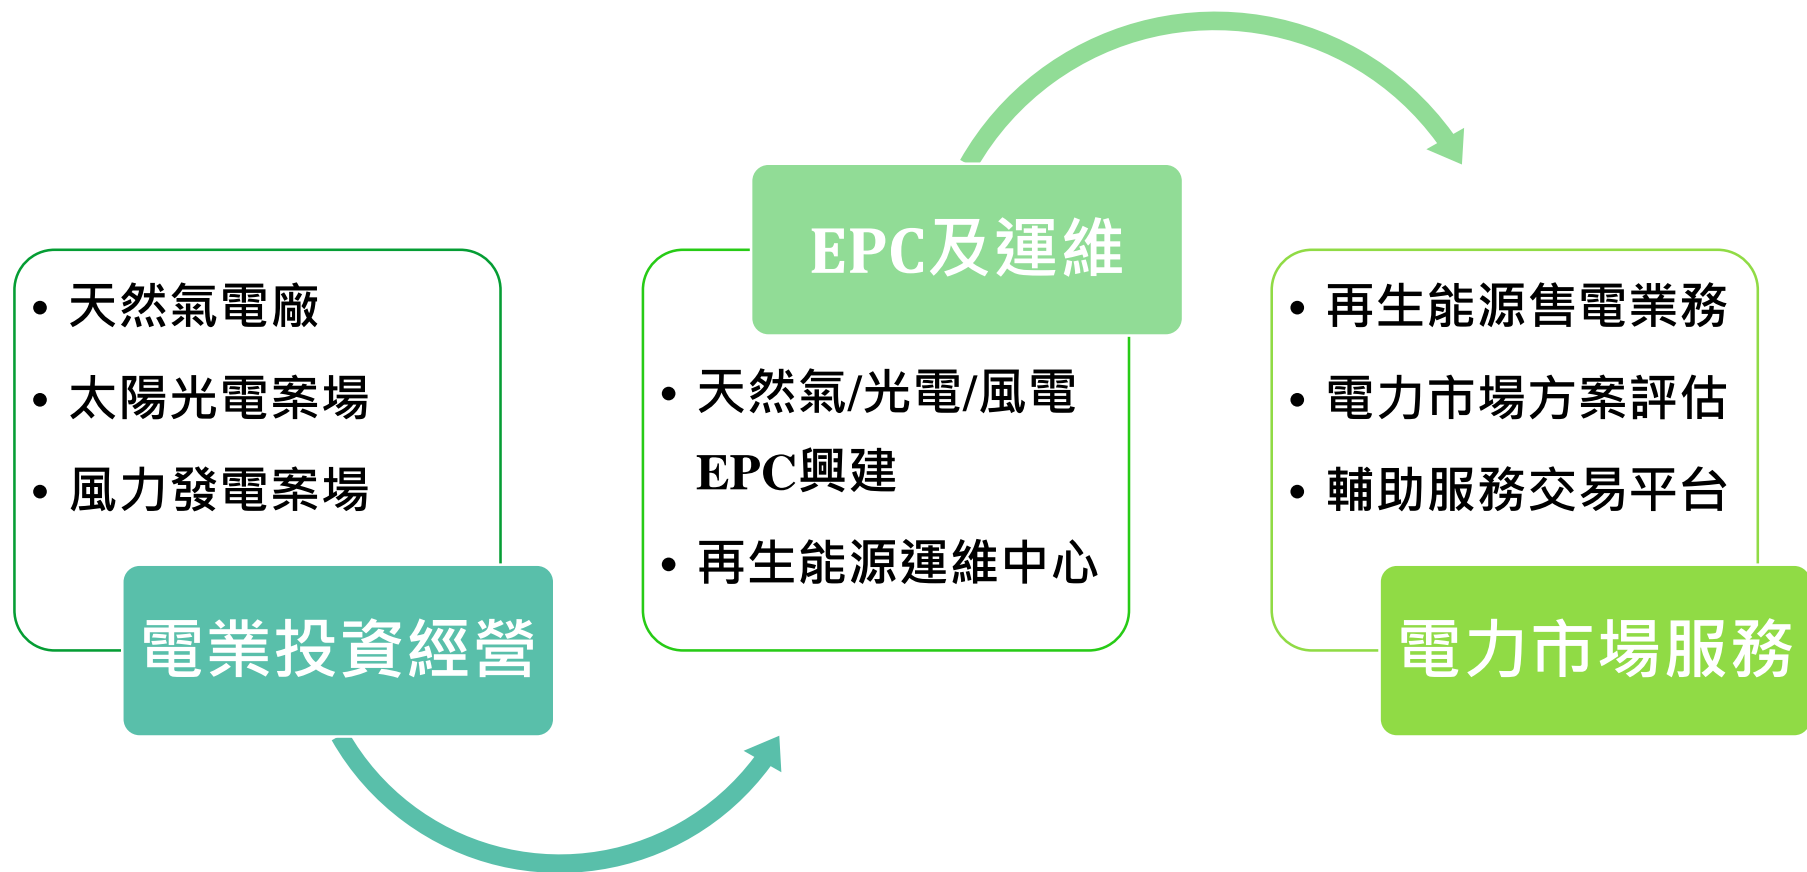 天然氣電廠
太陽光電案場
風力發電案場
電業投資經營
EPC及運維
天然氣/光電/風電
EPC興建
再生能源運維中心
再生能源售電業務
電力市場方案評估
輔助服務交易平台
電力市場服務